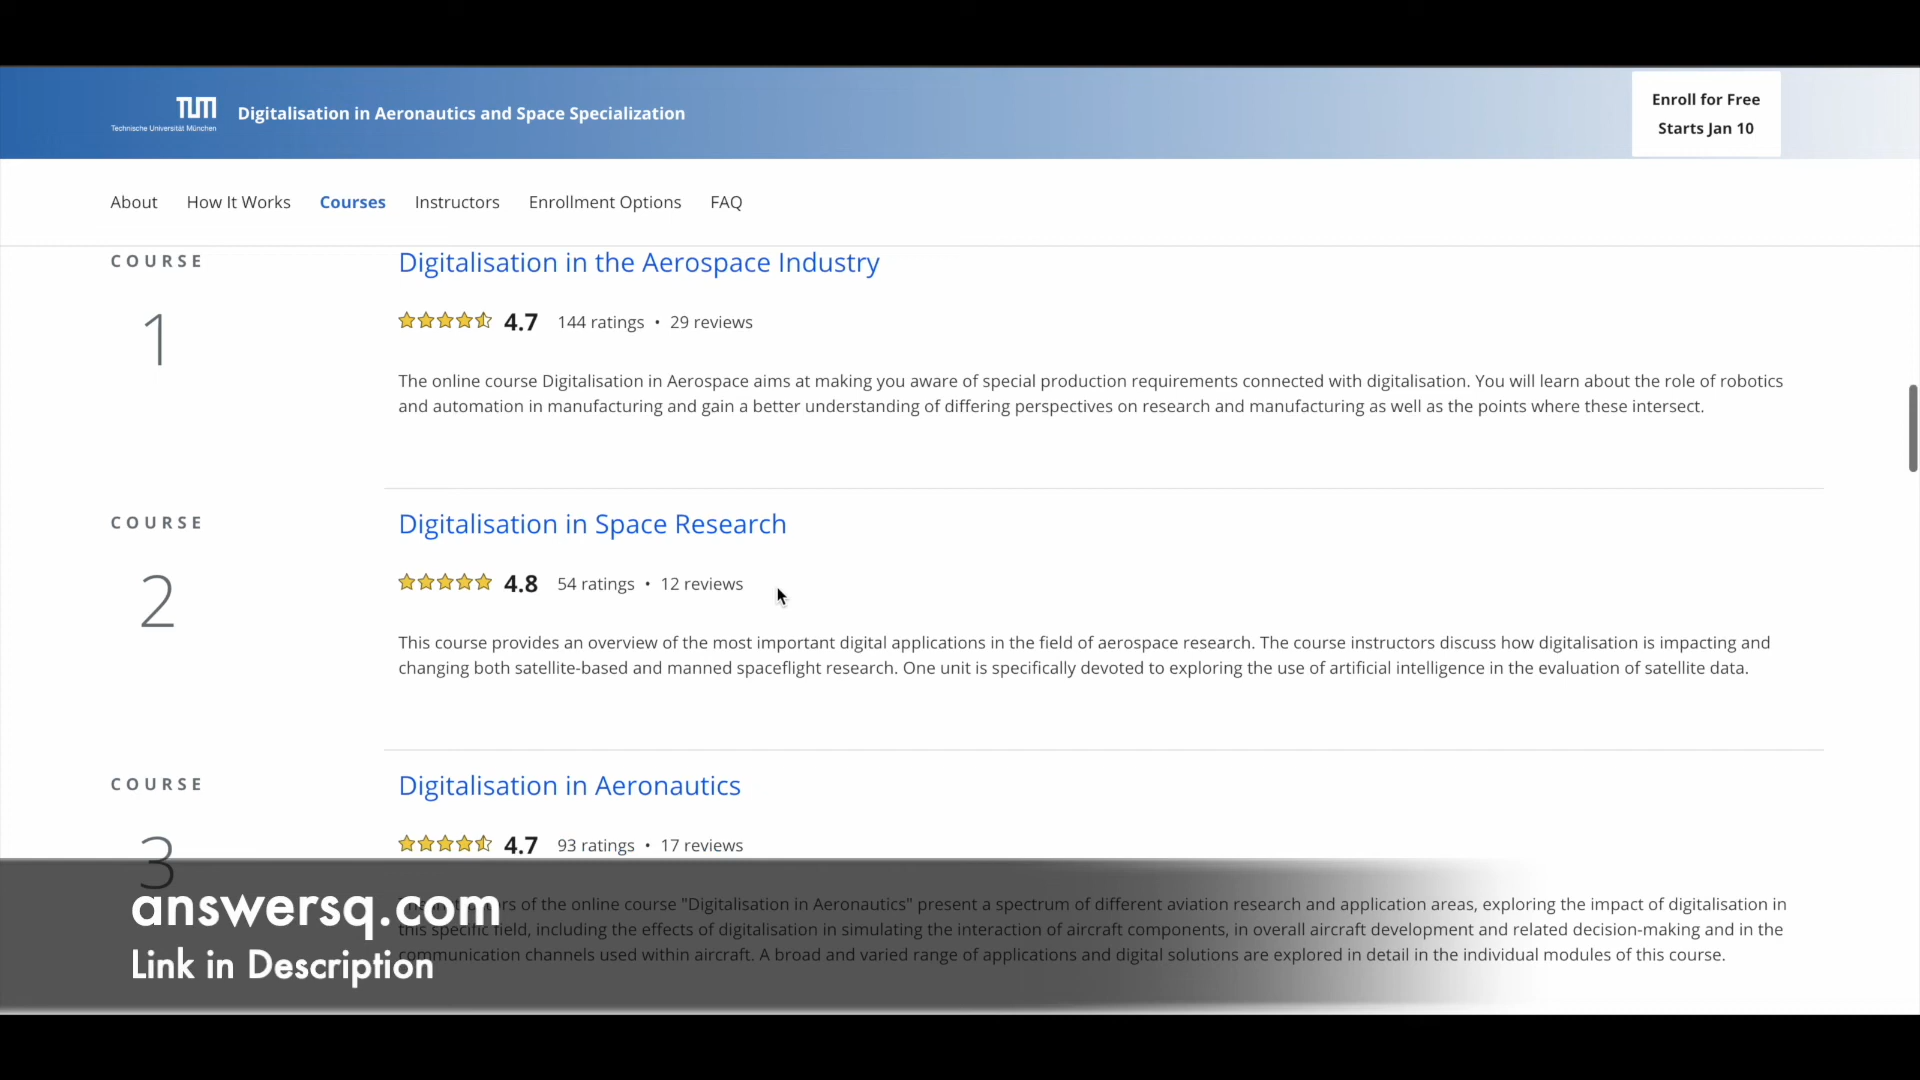 TUM
Technische Universität München
Digitalisation in Aeronautics and Space Specialization
Enroll for Free
Starts Jan 10
About How It Works Courses Instructors Enrollment Options FAQ
COURSE
1
Digitalisation in the Aerospace Industry
4.7 144 ratings • 29 reviews
The online course Digitalisation in Aerospace aims at making you aware of special production requirements connected with digitalisation. You will learn about the role of robotics
and automation in manufacturing and gain a better understanding of differing perspectives on research and manufacturing as well as the points where these intersect.
COURSE
2
Digitalisation in Space Research
4.8 54 ratings • 12 reviews
This course provides an overview of the most important digital applications in the field of aerospace research. The course instructors discuss how digitalisation is impacting and
changing both satellite-based and manned spaceflight research. One unit is specifically devoted to exploring the use of artificial intelligence in the evaluation of satellite data.
COURSE
3
Digitalisation in Aeronautics
4.7 93 ratings • 17 reviews
of the online course "Digitalisation in Aeronautics" present a spectrum of different aviation research and application areas, exploring the impact of digitalisation in
this specific field, including the effects of digitalisation in simulating the interaction of aircraft components, in overall aircraft development and related decision-making and in the
communication channels used within aircraft. A broad and varied range of applications and digital solutions are explored in detail in the individual modules of this course.
answersq.com
Link in Description